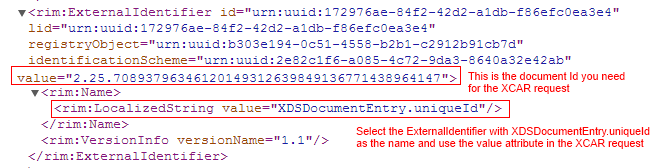 ▼<rim:ExternalIdentifier id="urn:uuid:172976ae-84f2-42d2-a1db-f86efc0ea3e4"
lid="urn:uuid:172976ae-84f2-42d2-a1db-f86efc0ea3e4"
registryObject="urn:uuid:b303e194-0c51-4558-b2b1-c2912b91cb7d"
identificationScheme="urn:uuid:2e82c1f6-a085-4c72-9da3-8640a32e42ab"
value="2.25.70893796346120149312639849136771438964147">
This is the document Id you need
for the XCAR request
▼<rim:Name>
<rim:LocalizedString value="XDSDocumentEntry.uniqueId"/>
</rim:Name>
<rim:VersionInfo versionName="1.1"/>
</rim:ExternalIdentifier>
Select the ExternalIdentifier with XDSDocumentEntry.uniqueId
as the name and use the value attribute in the XCAR request